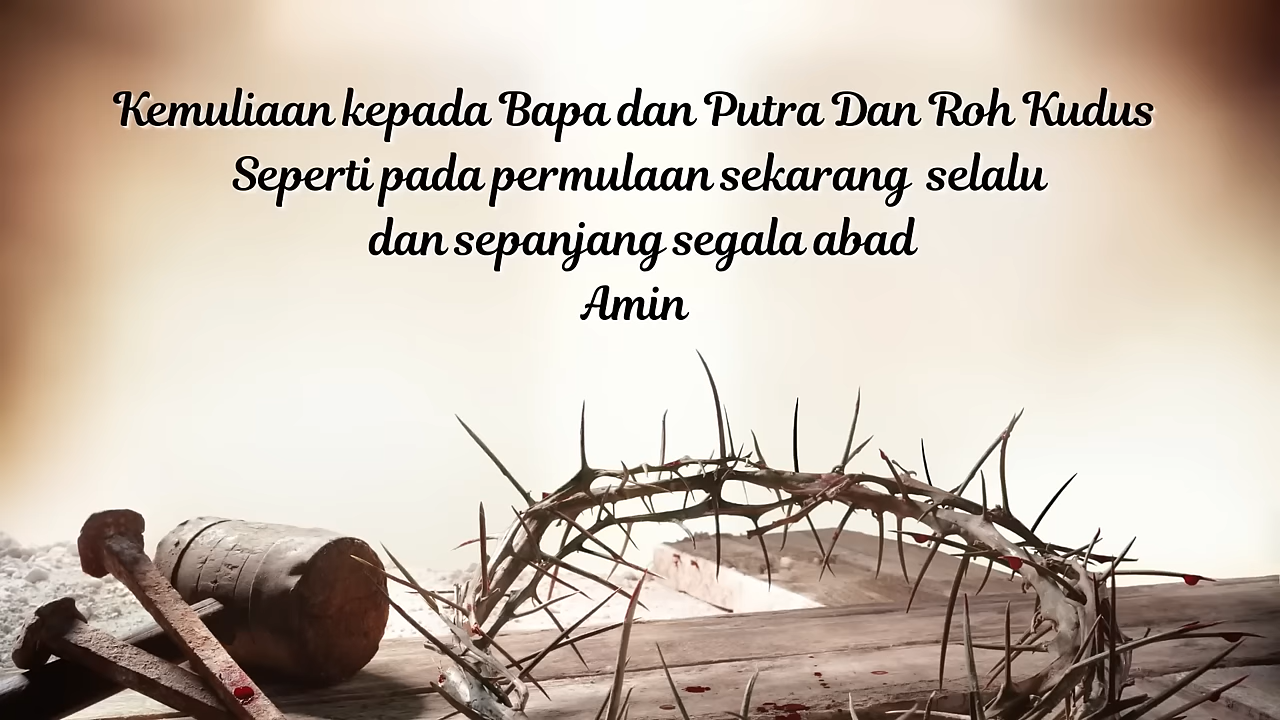 Kemuliaan kepada Bapa dan Putra Dan Roh Kudus
Seperti pada permulaan sekarang selalu
dan sepanjang segala abad
Amin